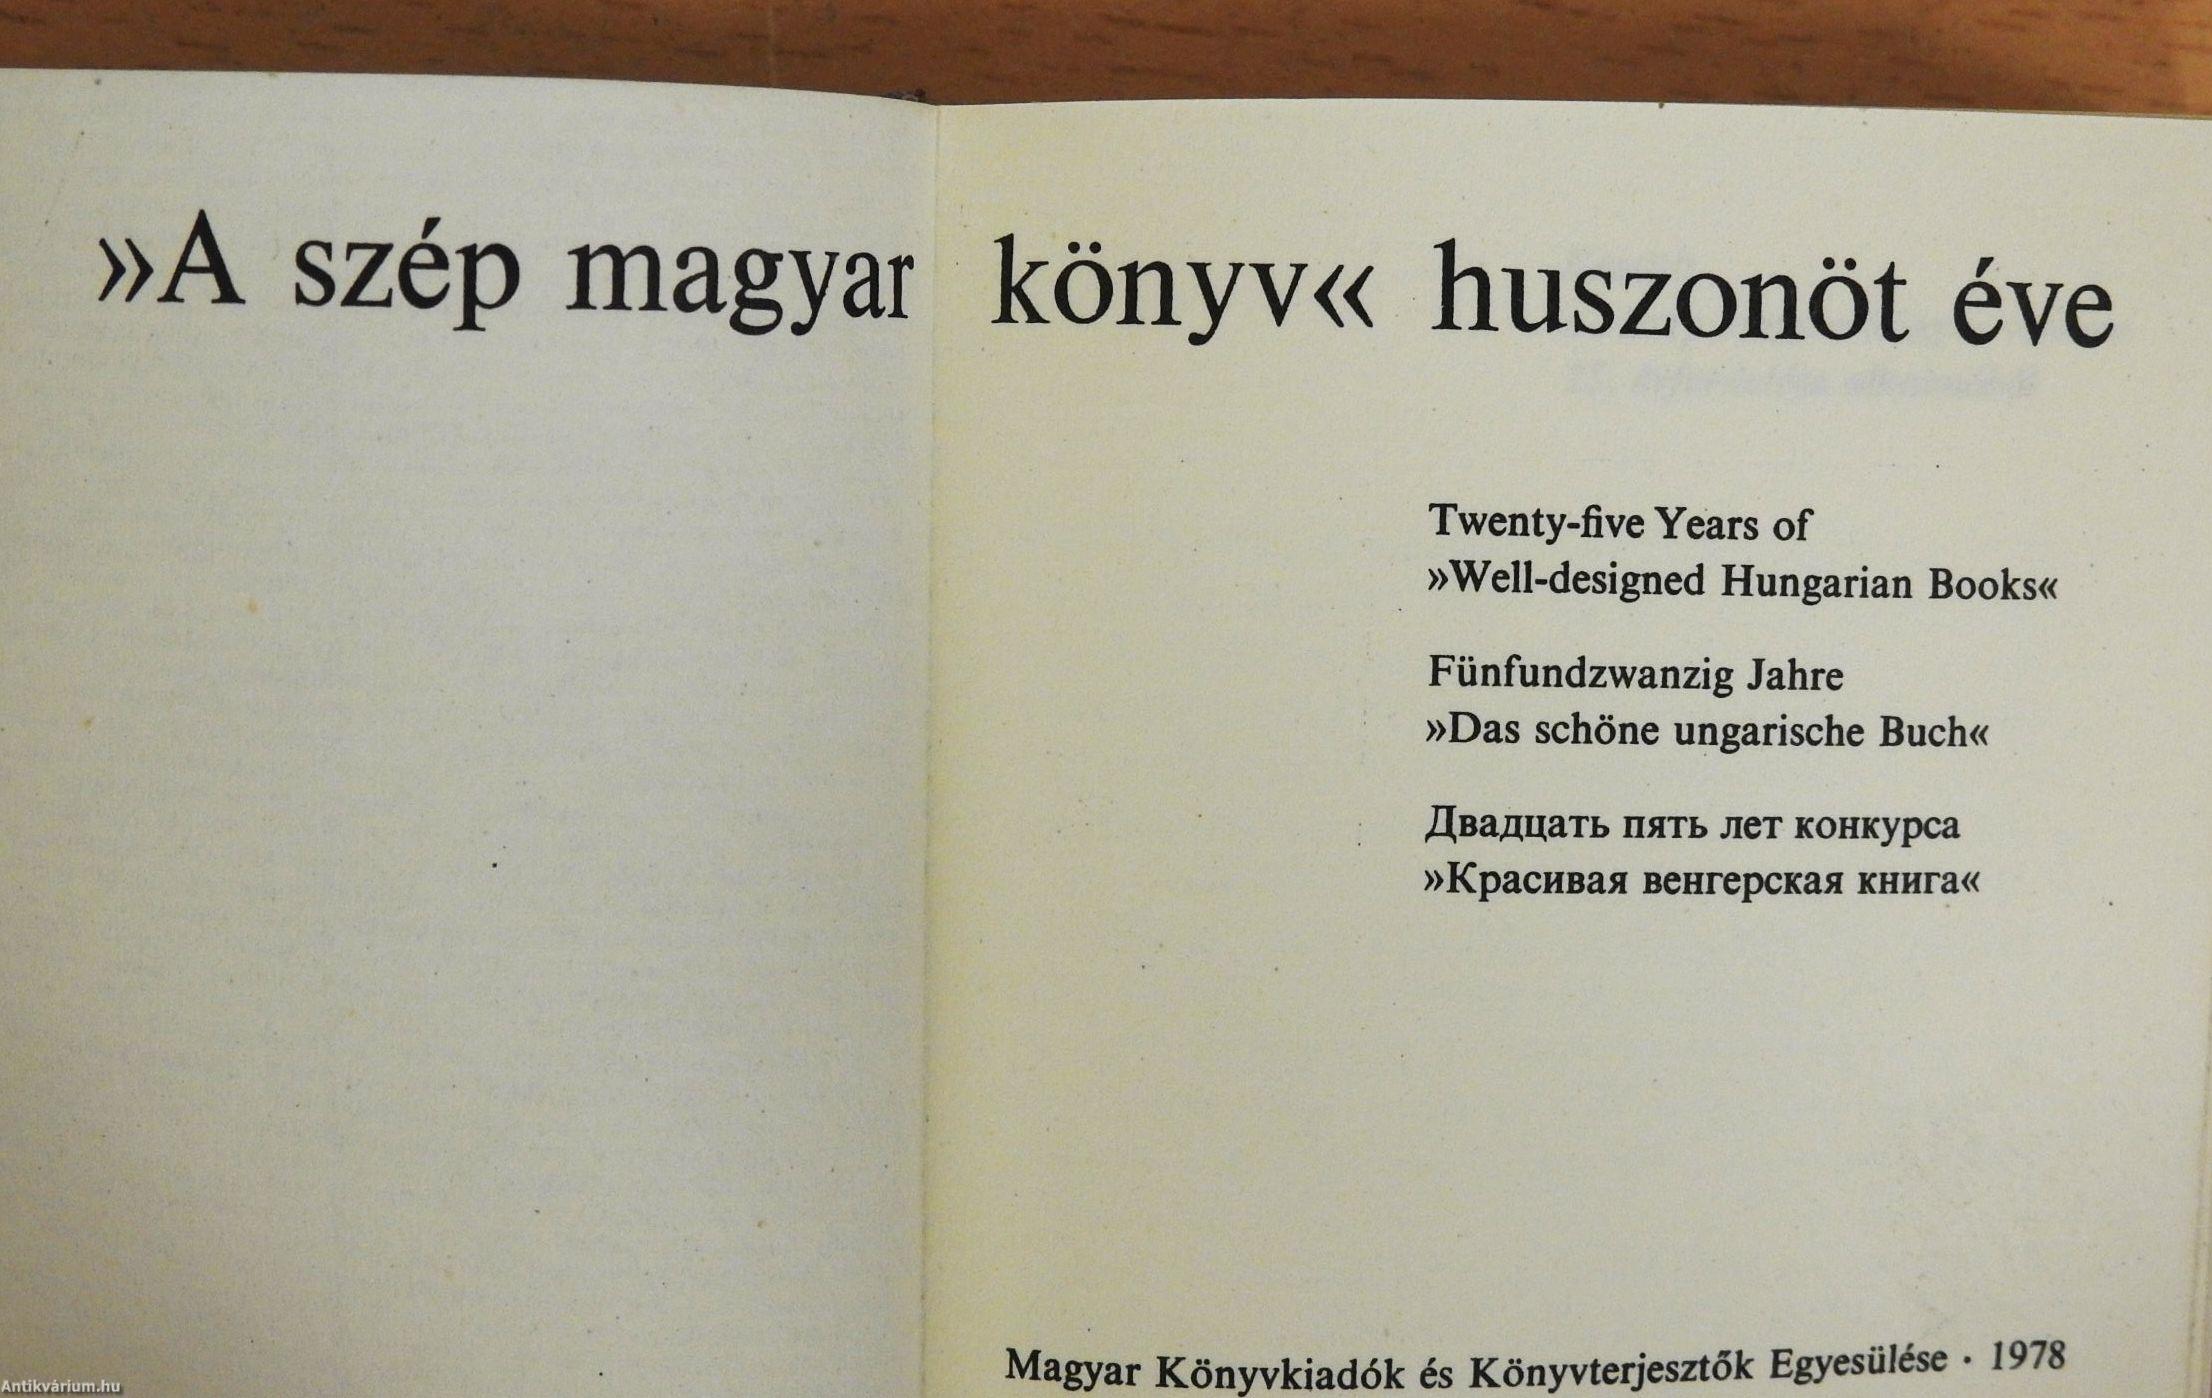 »A szép magyar könyv« huszonöt éve
Twenty-five Years of
»Well-designed Hungarian Books«
Fünfundzwanzig Jahre
»Das schöne ungarische Buch«
Двадцать пять лет конкурса
»Красивая венгерская книга«
Magyar Könyvkiadók és Könyvterjesztők Egyesülése · 1978
Antikvárium.hu